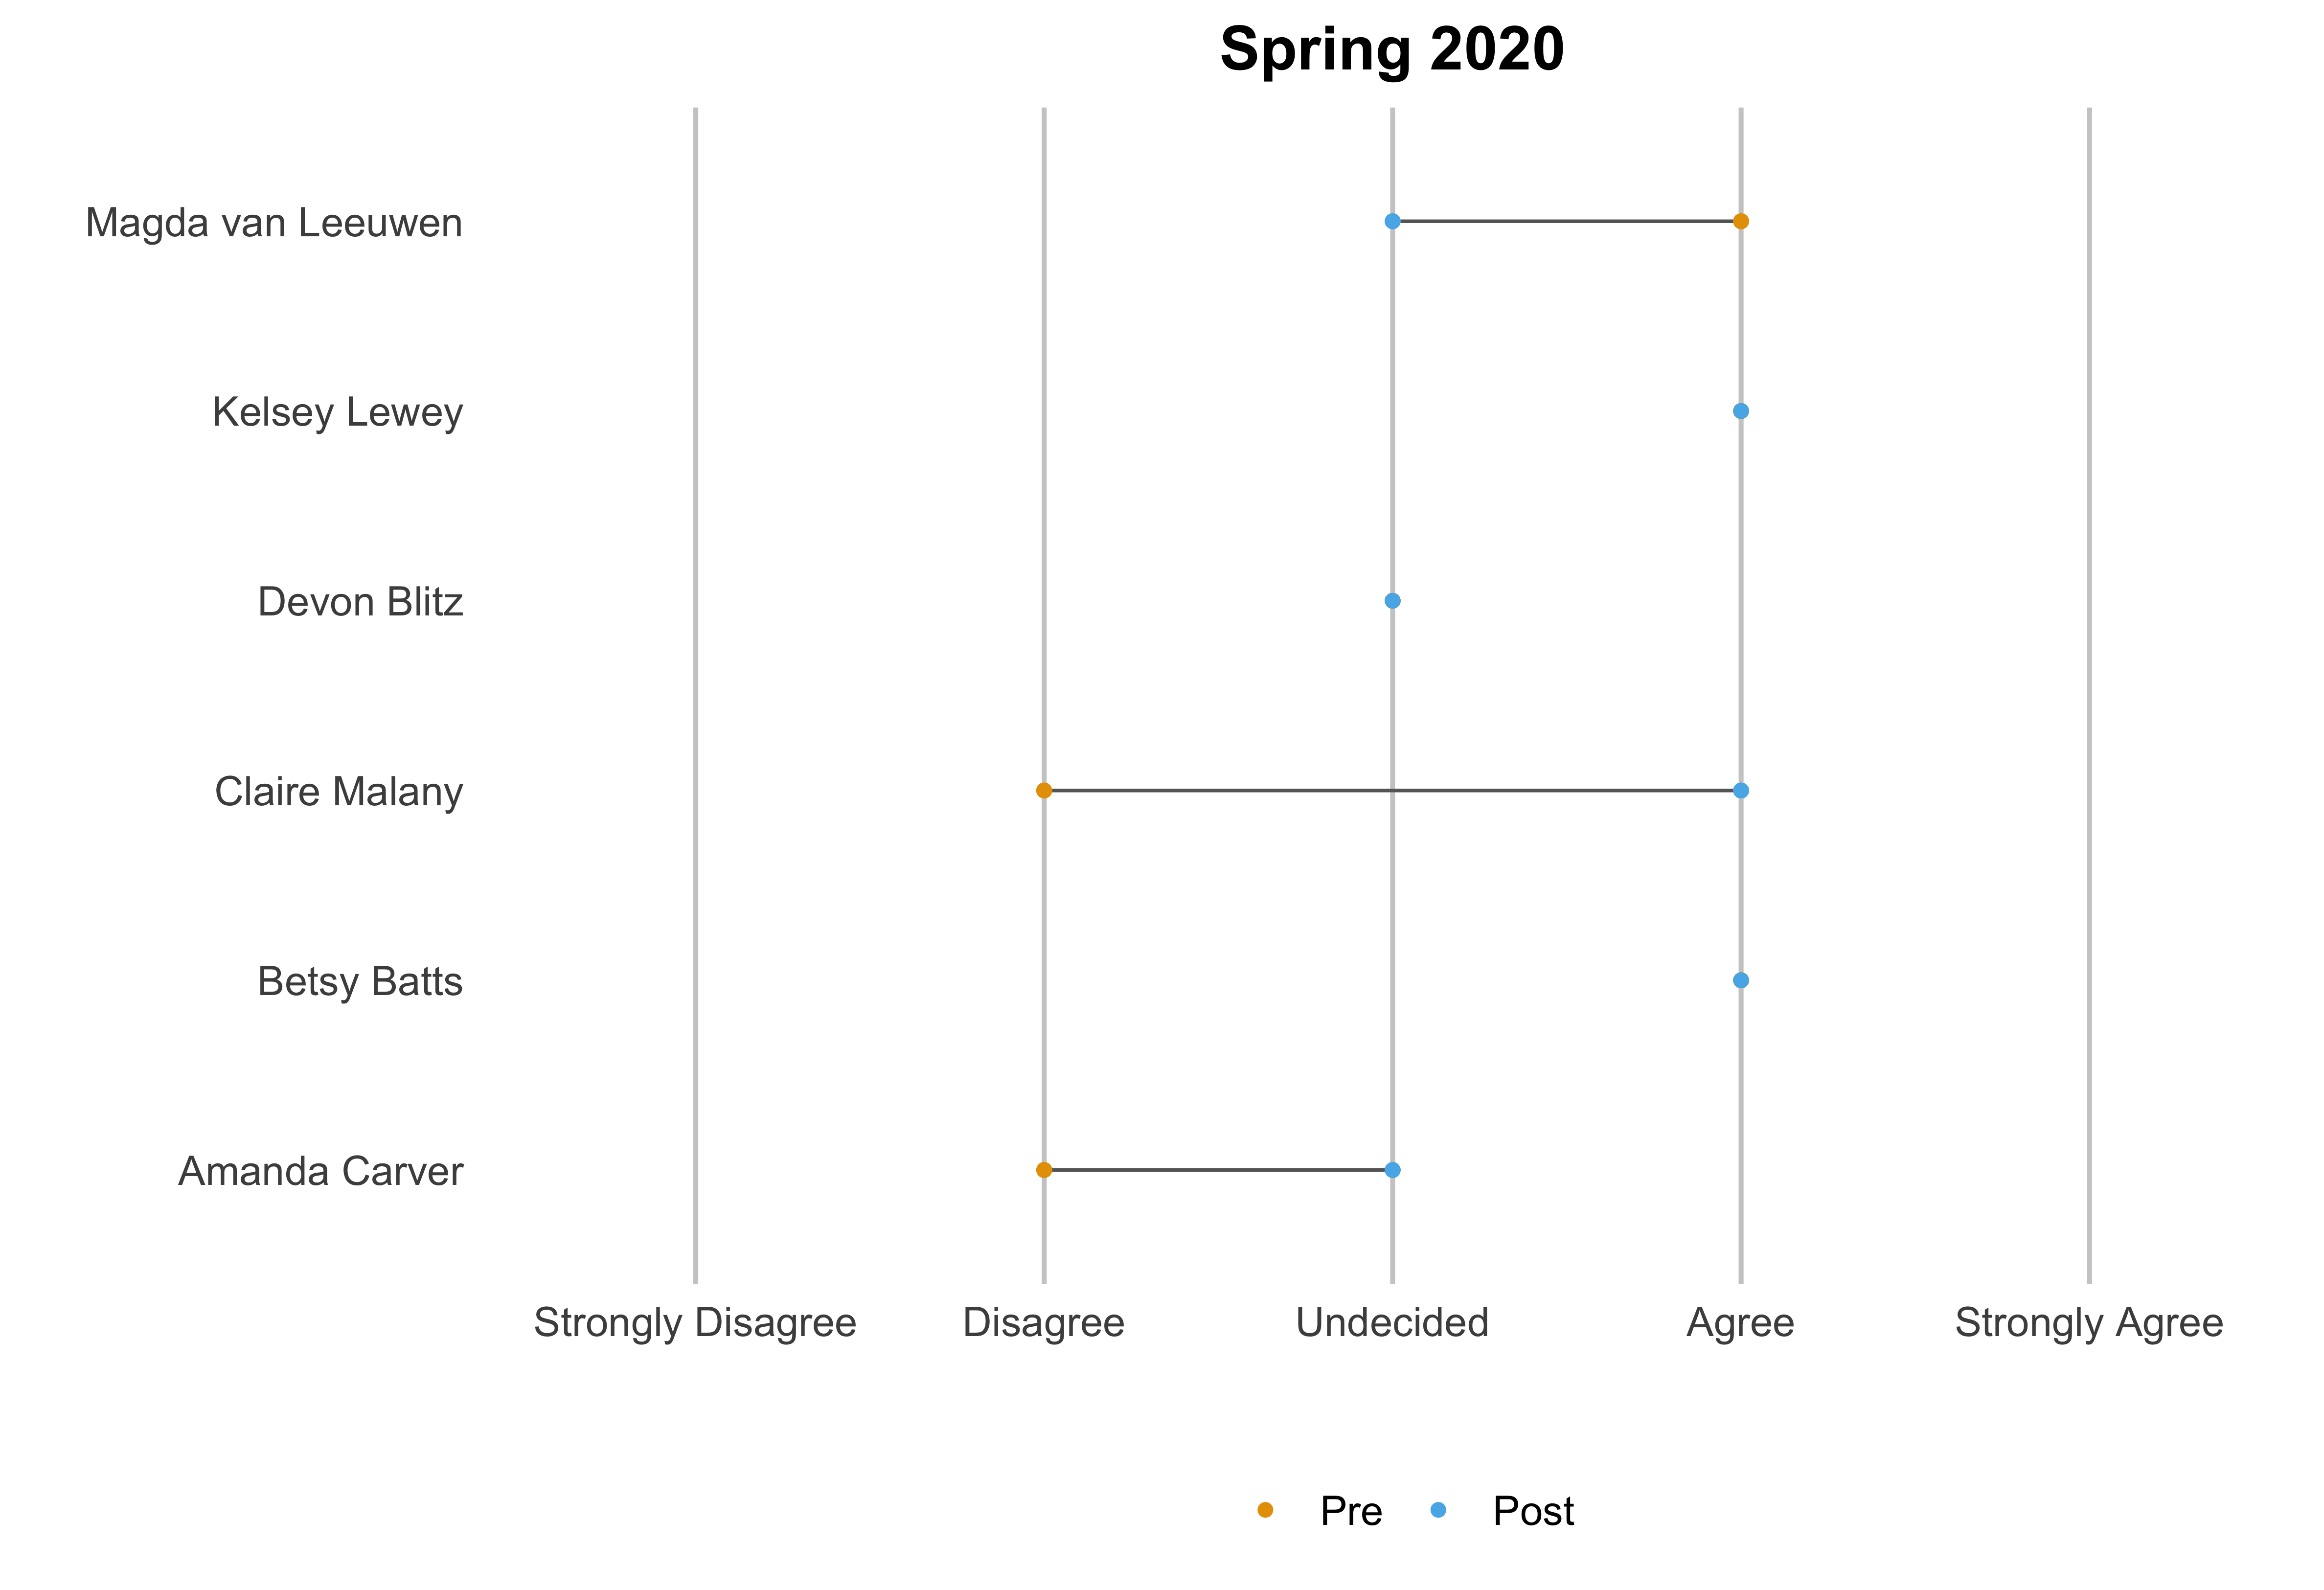 Spring 2020
Magda van Leeuwen
Kelsey Lewey
Devon Blitz
Claire Malany
Betsy Batts
Amanda Carver
Strongly Disagree Disagree Undecided Agree Strongly Agree
Pre Post